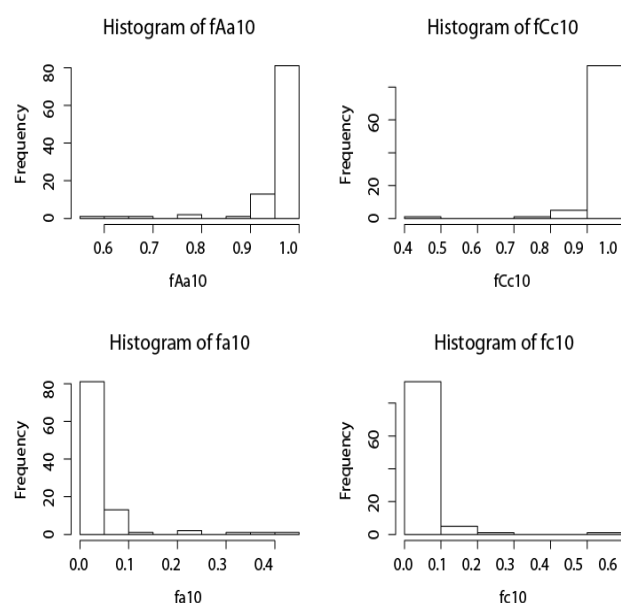 Histogram of fAa10
Frequency
0 20 40 60 80
0.6 0.7 0.8 0.9 1.0
fAa10
Histogram of fCc10
Frequency
0 20 60
0.4 0.5 0.6 0.7 0.8 0.9 1.0
fCc10
Histogram of fa10
Frequency
0 20 40 60 80
0.0 0.1 0.2 0.3 0.4
fa10
Histogram of fc10
Frequency
0 20 60
0.0 0.1 0.2 0.3 0.4 0.5 0.6
fc10